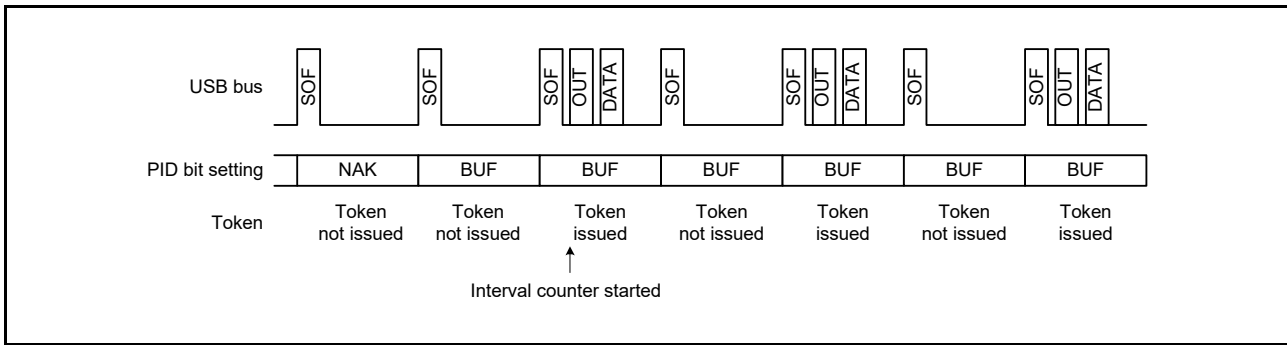 USB bus
SOF
SOF
SOF
OUT
DATA
SOF
SOF
OUT
DATA
SOF
SOF
OUT
DATA
PID bit setting
NAK
BUF
BUF
BUF
BUF
BUF
BUF
Token
Token
not issued
Token
not issued
Token
issued
Token
not issued
Token
issued
Token
not issued
Token
issued
Interval counter started